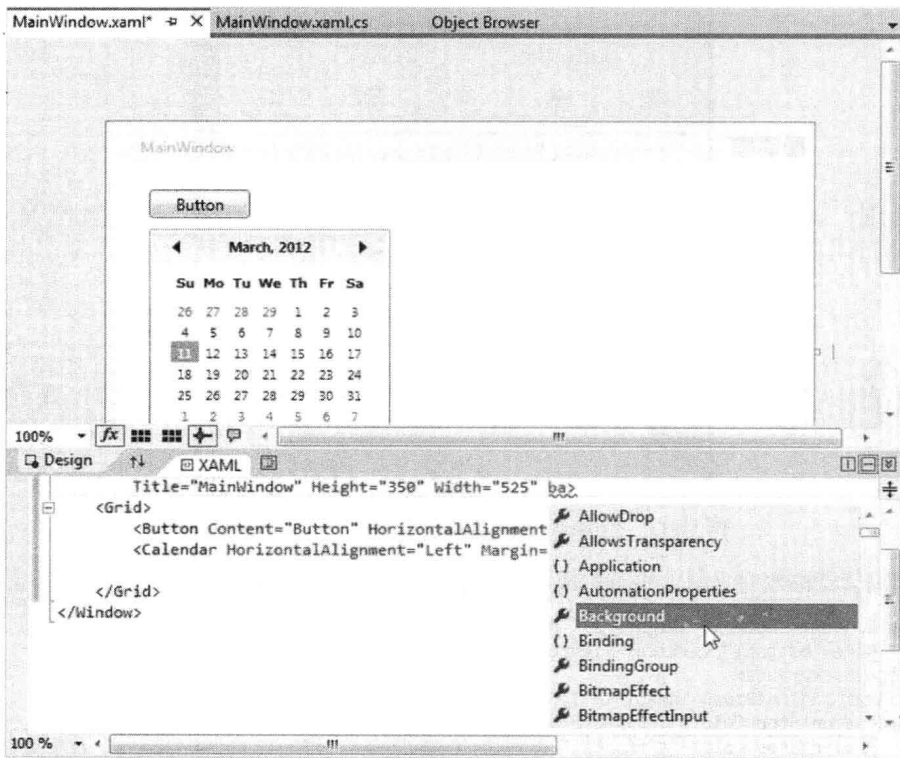 MainWindow.xaml* MainWindow.xaml.cs Object Browser
MainWindow
Button
March, 2012
Su Mo Tu We Th Fr Sa
26 27 28 29 1 2 3
4 5 6 7 8 9 10
11 12 13 14 15 16 17
18 19 20 21 22 23 24
25 26 27 28 29 30 31
1 2 3 4 5 6 7
100% fx
Design XAML
Title="MainWindow" Height="350" Width="525" ba>
<Grid>
<Button Content="Button" HorizontalAlignment
<Calendar HorizontalAlignment="Left" Margin=
</Grid>
</Window>
AllowDrop
AllowsTransparency
{} Application
{} AutomationProperties
Background
{} Binding
BindingGroup
BitmapEffect
BitmapEffectInput
100 %